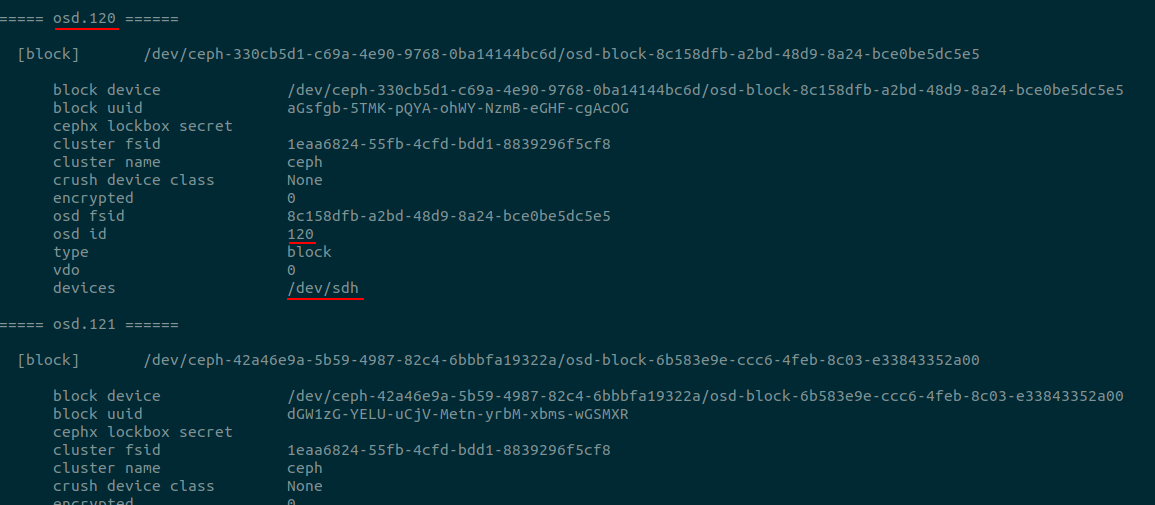 ===== osd.120 ======
[block] /dev/ceph-330cb5d1-c69a-4e90-9768-0ba14144bc6d/osd-block-8c158dfb-a2bd-48d9-8a24-bce0be5dc5e5
block device /dev/ceph-330cb5d1-c69a-4e90-9768-0ba14144bc6d/osd-block-8c158dfb-a2bd-48d9-8a24-bce0be5dc5e5
block uuid aGsfgb-5TMK-pQYA-ohWY-NzmB-eGHF-cgAcOG
cephx lockbox secret
cluster fsid 1eaa6824-55fb-4cfd-bdd1-8839296f5cf8
cluster name ceph
crush device class None
encrypted 0
osd fsid 8c158dfb-a2bd-48d9-8a24-bce0be5dc5e5
osd id 120
type block
vdo 0
devices /dev/sdh
===== osd.121 ======
[block] /dev/ceph-42a46e9a-5b59-4987-82c4-6bbbfa19322a/osd-block-6b583e9e-ccc6-4feb-8c03-e33843352a00
block device /dev/ceph-42a46e9a-5b59-4987-82c4-6bbbfa19322a/osd-block-6b583e9e-ccc6-4feb-8c03-e33843352a00
block uuid dGW1zG-YELU-uCjV-Metn-yrbM-xbms-wGSMXR
cephx lockbox secret
cluster fsid 1eaa6824-55fb-4cfd-bdd1-8839296f5cf8
cluster name ceph
crush device class None
encrypted 0